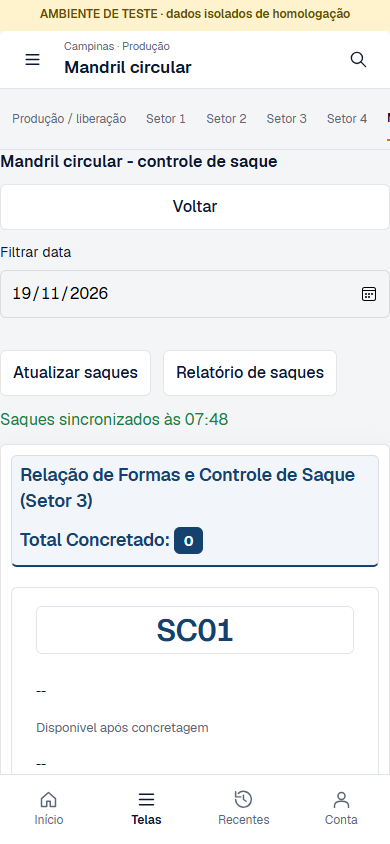 AMBIENTE DE TESTE · dados isolados de homologação
Campinas · Produção
Mandril circular
Produção / liberação Setor 1 Setor 2 Setor 3 Setor 4
Mandril circular - controle de saque
Voltar
Filtrar data
19/11/2026
Atualizar saques Relatório de saques
Saques sincronizados às 07:48
Relação de Formas e Controle de Saque
(Setor 3)
Total Concretado: 0
SC01
--
Disponível após concretagem
--
Início Telas Recentes Conta